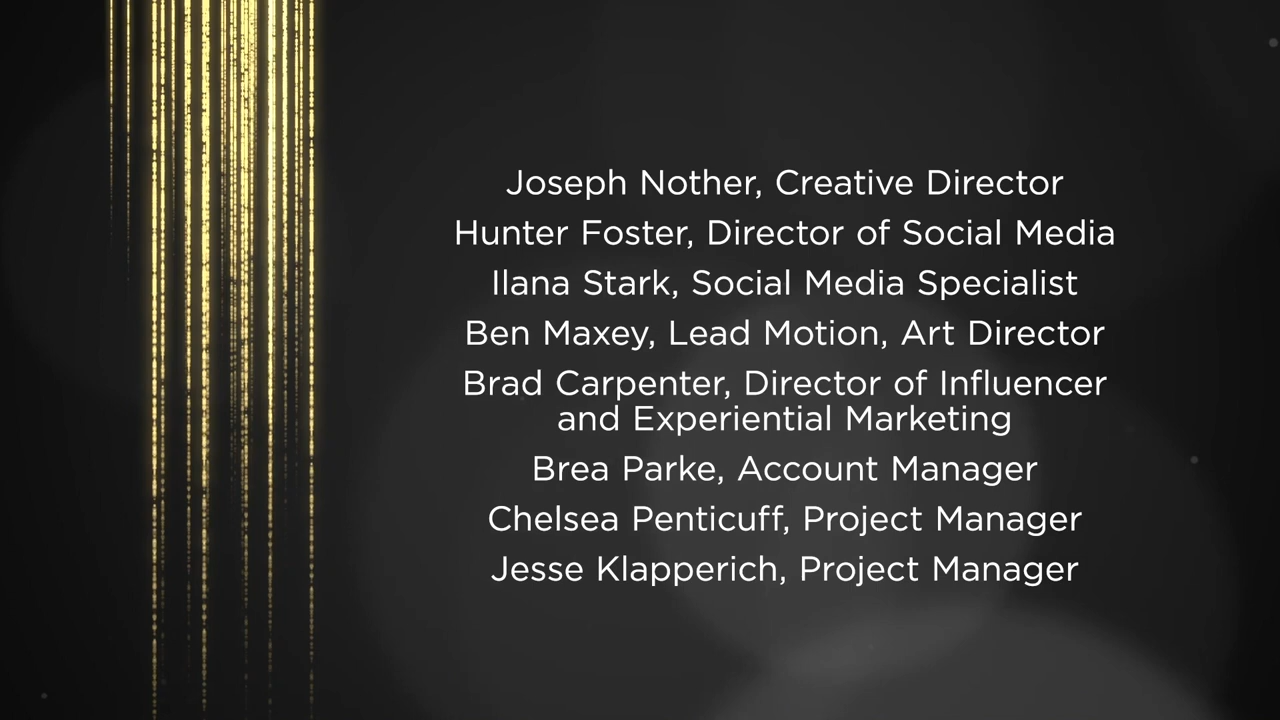 Joseph Nother, Creative Director
Hunter Foster, Director of Social Media
Ilana Stark, Social Media Specialist
Ben Maxey, Lead Motion, Art Director
Brad Carpenter, Director of Influencer
and Experiential Marketing
Brea Parke, Account Manager
Chelsea Penticuff, Project Manager
Jesse Klapperich, Project Manager